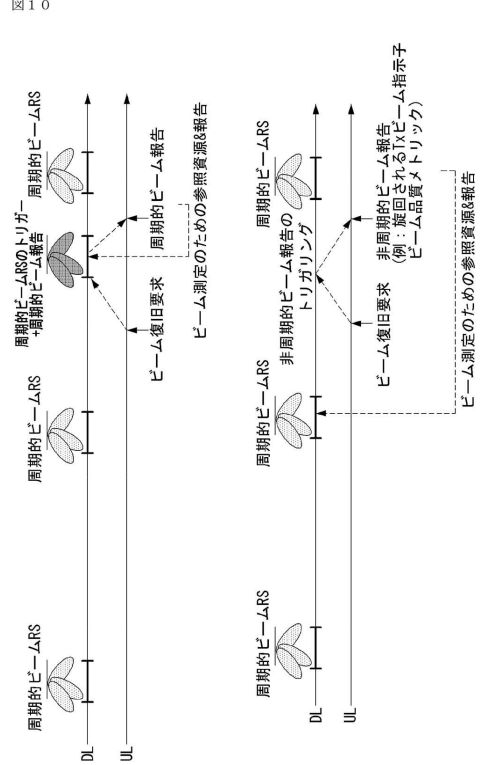 図１０
周期的ビームRS
周期的ビームRS
周期的ビームRSのトリガー
+周期的ビーム報告
周期的ビームRS
DL
UL
ビーム復旧要求
周期的ビーム報告
ビーム測定のための参照資源&報告
周期的ビームRS
周期的ビームRS
非周期的ビーム報告の
トリガリング
周期的ビームRS
DL
UL
ビーム復旧要求
非周期的ビーム報告
(例：旋回されるTxビーム指示子
ビーム品質メトリック)
ビーム測定のための参照資源&報告